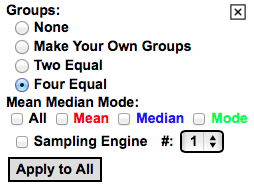 Groups:
None
Make Your Own Groups
Two Equal
Four Equal
Mean Median Mode:
All Mean Median Mode
Sampling Engine #: 1
Apply to All